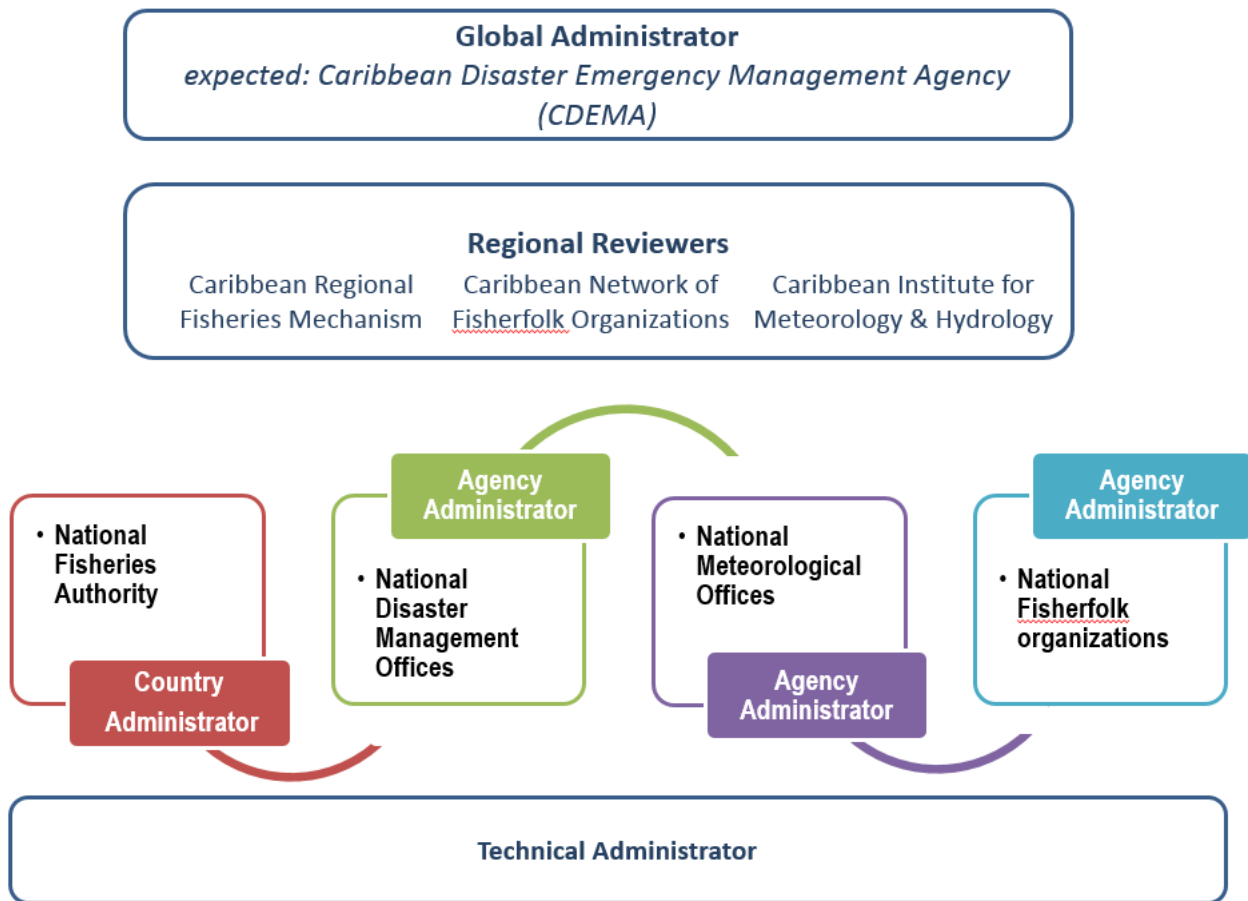 Global Administrator
expected: Caribbean Disaster Emergency Management Agency
(CDEMA)
Regional Reviewers
Caribbean Regional
Fisheries Mechanism
Caribbean Network of
Fisherfolk Organizations
Caribbean Institute for
Meteorology & Hydrology
• National
Fisheries
Authority
Country
Administrator
Agency
Administrator
• National
Disaster
Management
Offices
• National
Meteorological
Offices
Agency
Administrator
Agency
Administrator
• National
Fisherfolk
organizations
Technical Administrator